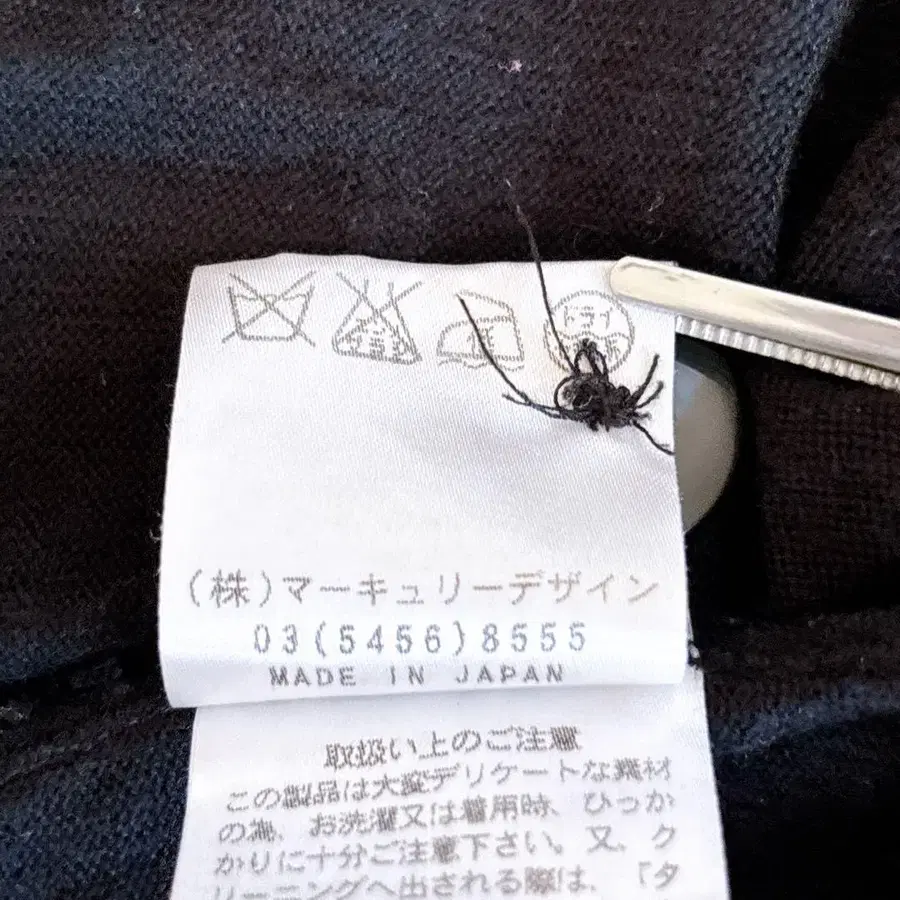 ドライ
(株)マーキュリーデザイン
03(5456)8555
MADE IN JAPAN
取扱い上のご注意
この製品は大変デリケートな素材
の為、お洗濯又は着用時、ひっか
かりに十分ご注意下さい。又、ク
リーニングへ出される際は、「タ